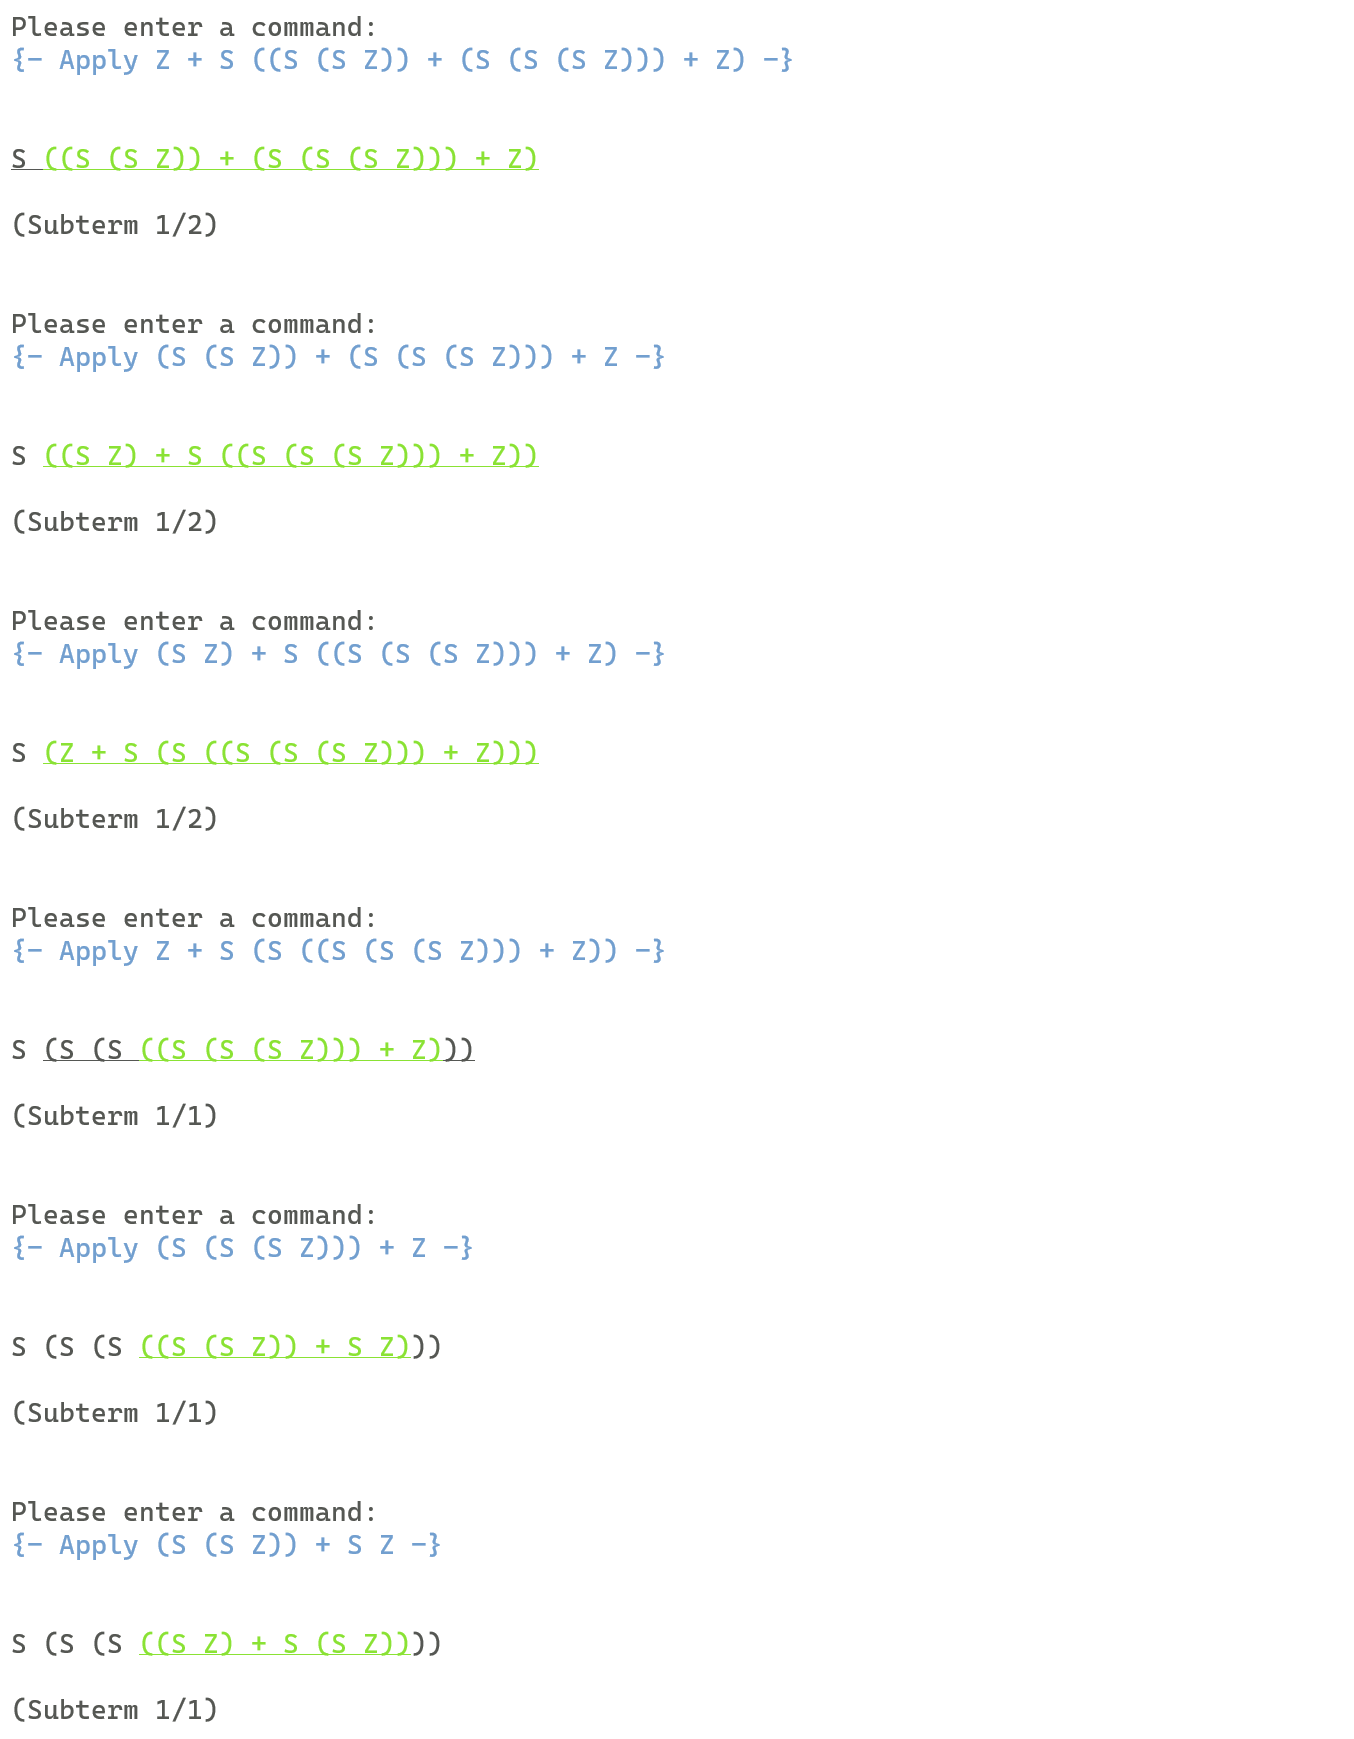 Please enter a command:
{- Apply Z + S ((S (S Z)) + (S (S (S Z))) + Z) -}
S ((S (S Z)) + (S (S (S Z))) + Z)
(Subterm 1/2)
Please enter a command:
{- Apply (S (S Z)) + (S (S (S Z))) + Z -}
S ((S Z) + S ((S (S (S Z))) + Z))
(Subterm 1/2)
Please enter a command:
{- Apply (S Z) + S ((S (S (S Z))) + Z) -}
S (Z + S (S ((S (S (S Z))) + Z)))
(Subterm 1/2)
Please enter a command:
{- Apply Z + S (S ((S (S (S Z))) + Z)) -}
S (S (S ((S (S (S Z))) + Z)))
(Subterm 1/1)
Please enter a command:
{- Apply (S (S (S Z))) + Z -}
S (S (S ((S (S Z)) + S Z)))
(Subterm 1/1)
Please enter a command:
{- Apply (S (S Z)) + S Z -}
S (S (S ((S Z) + S (S Z))))
(Subterm 1/1)